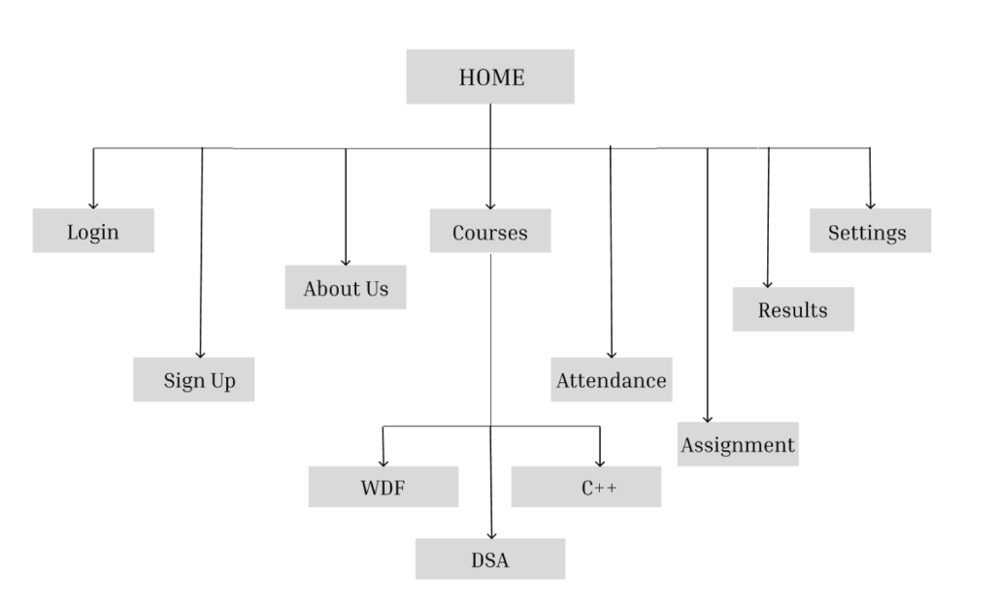 HOME
Login
Courses
Settings
About Us
Results
Sign Up
Attendance
Assignment
WDF
C++
DSA